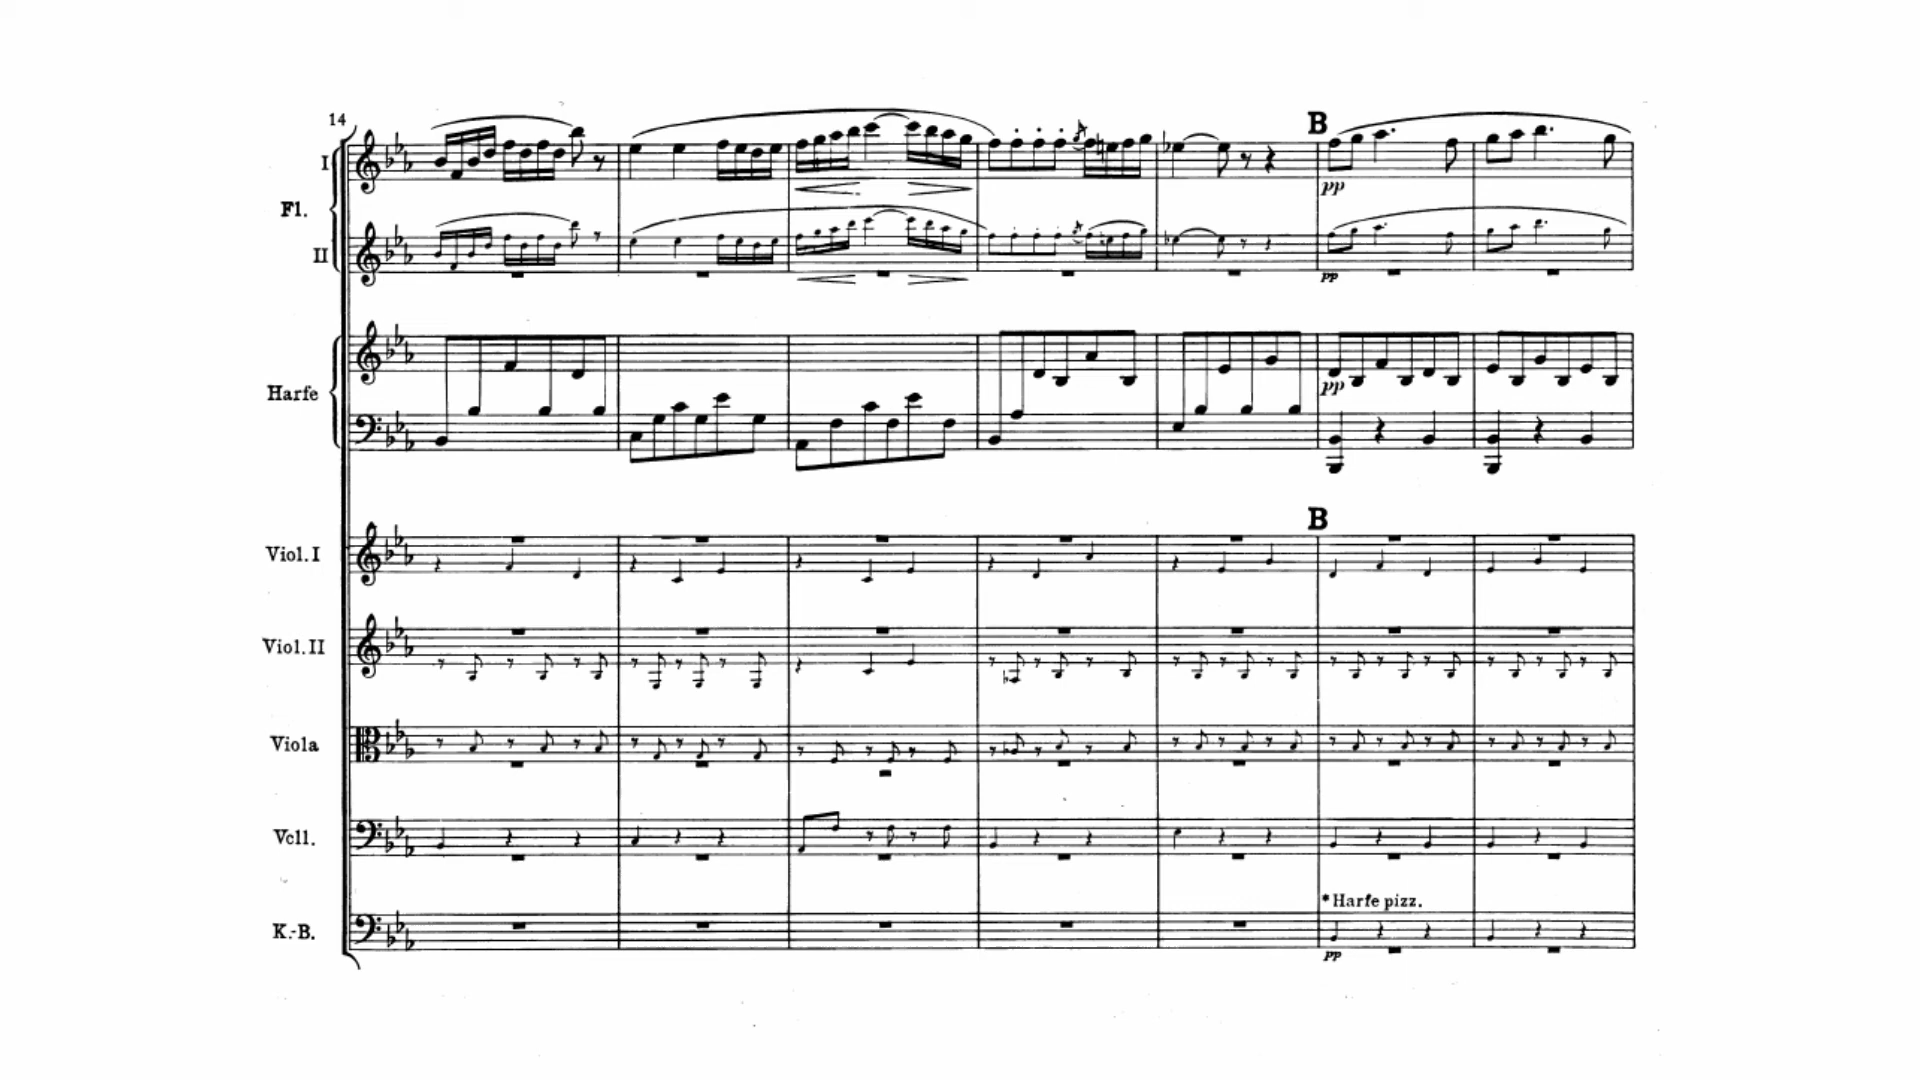 14
B
I
Fl.
pp
II
pp
Harfe
pp
B
Viol. I
Viol. II
Viola
Vcll.
* Harfe pizz.
K.-B.
pp